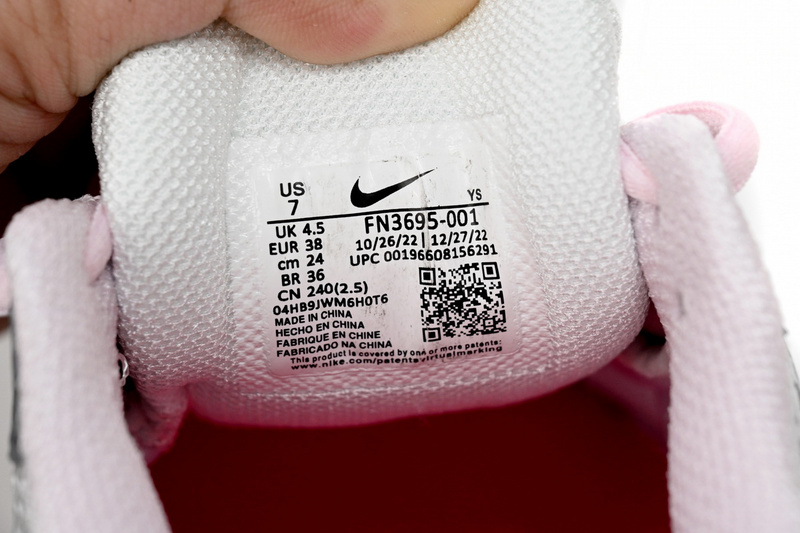 US
7
YS
UK 4.5
EUR 38
cm 24
BR 36
CN 240(2.5)
FN3695-001
10/26/22 | 12/27/22
UPC 00196608156291
04HB9JWM6H0T6
MADE IN CHINA
HECHO EN CHINA
FABRIQUE EN CHINE
FABRICADO NA CHINA
This product is covered by one or more patents:
www.nike.com/patentsvirtualmarking